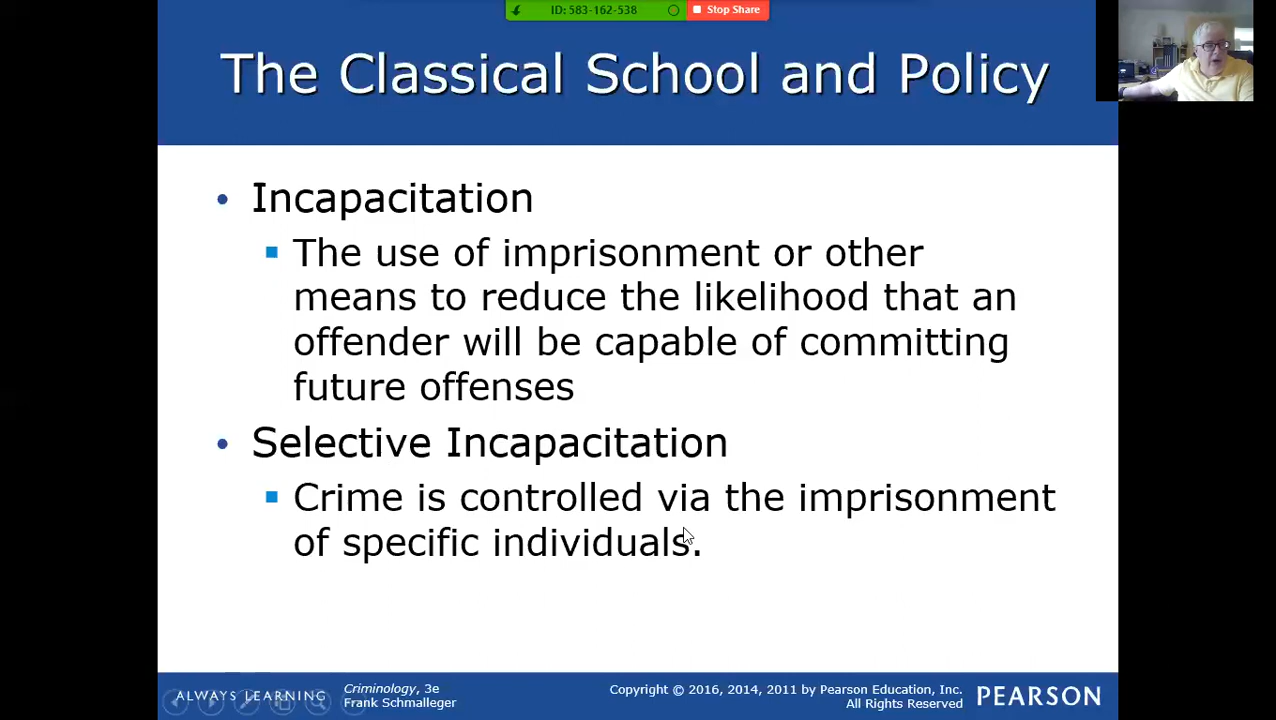 ID: 583-162-538 Stop Share
The Classical School and Policy
• Incapacitation
▪ The use of imprisonment or other
means to reduce the likelihood that an
offender will be capable of committing
future offenses
• Selective Incapacitation
▪ Crime is controlled via the imprisonment
of specific individuals.
ALWAYS LEARNING
Criminology, 3e
Frank Schmalleger
Copyright © 2016, 2014, 2011 by Pearson Education, Inc.
All Rights Reserved
PEARSON